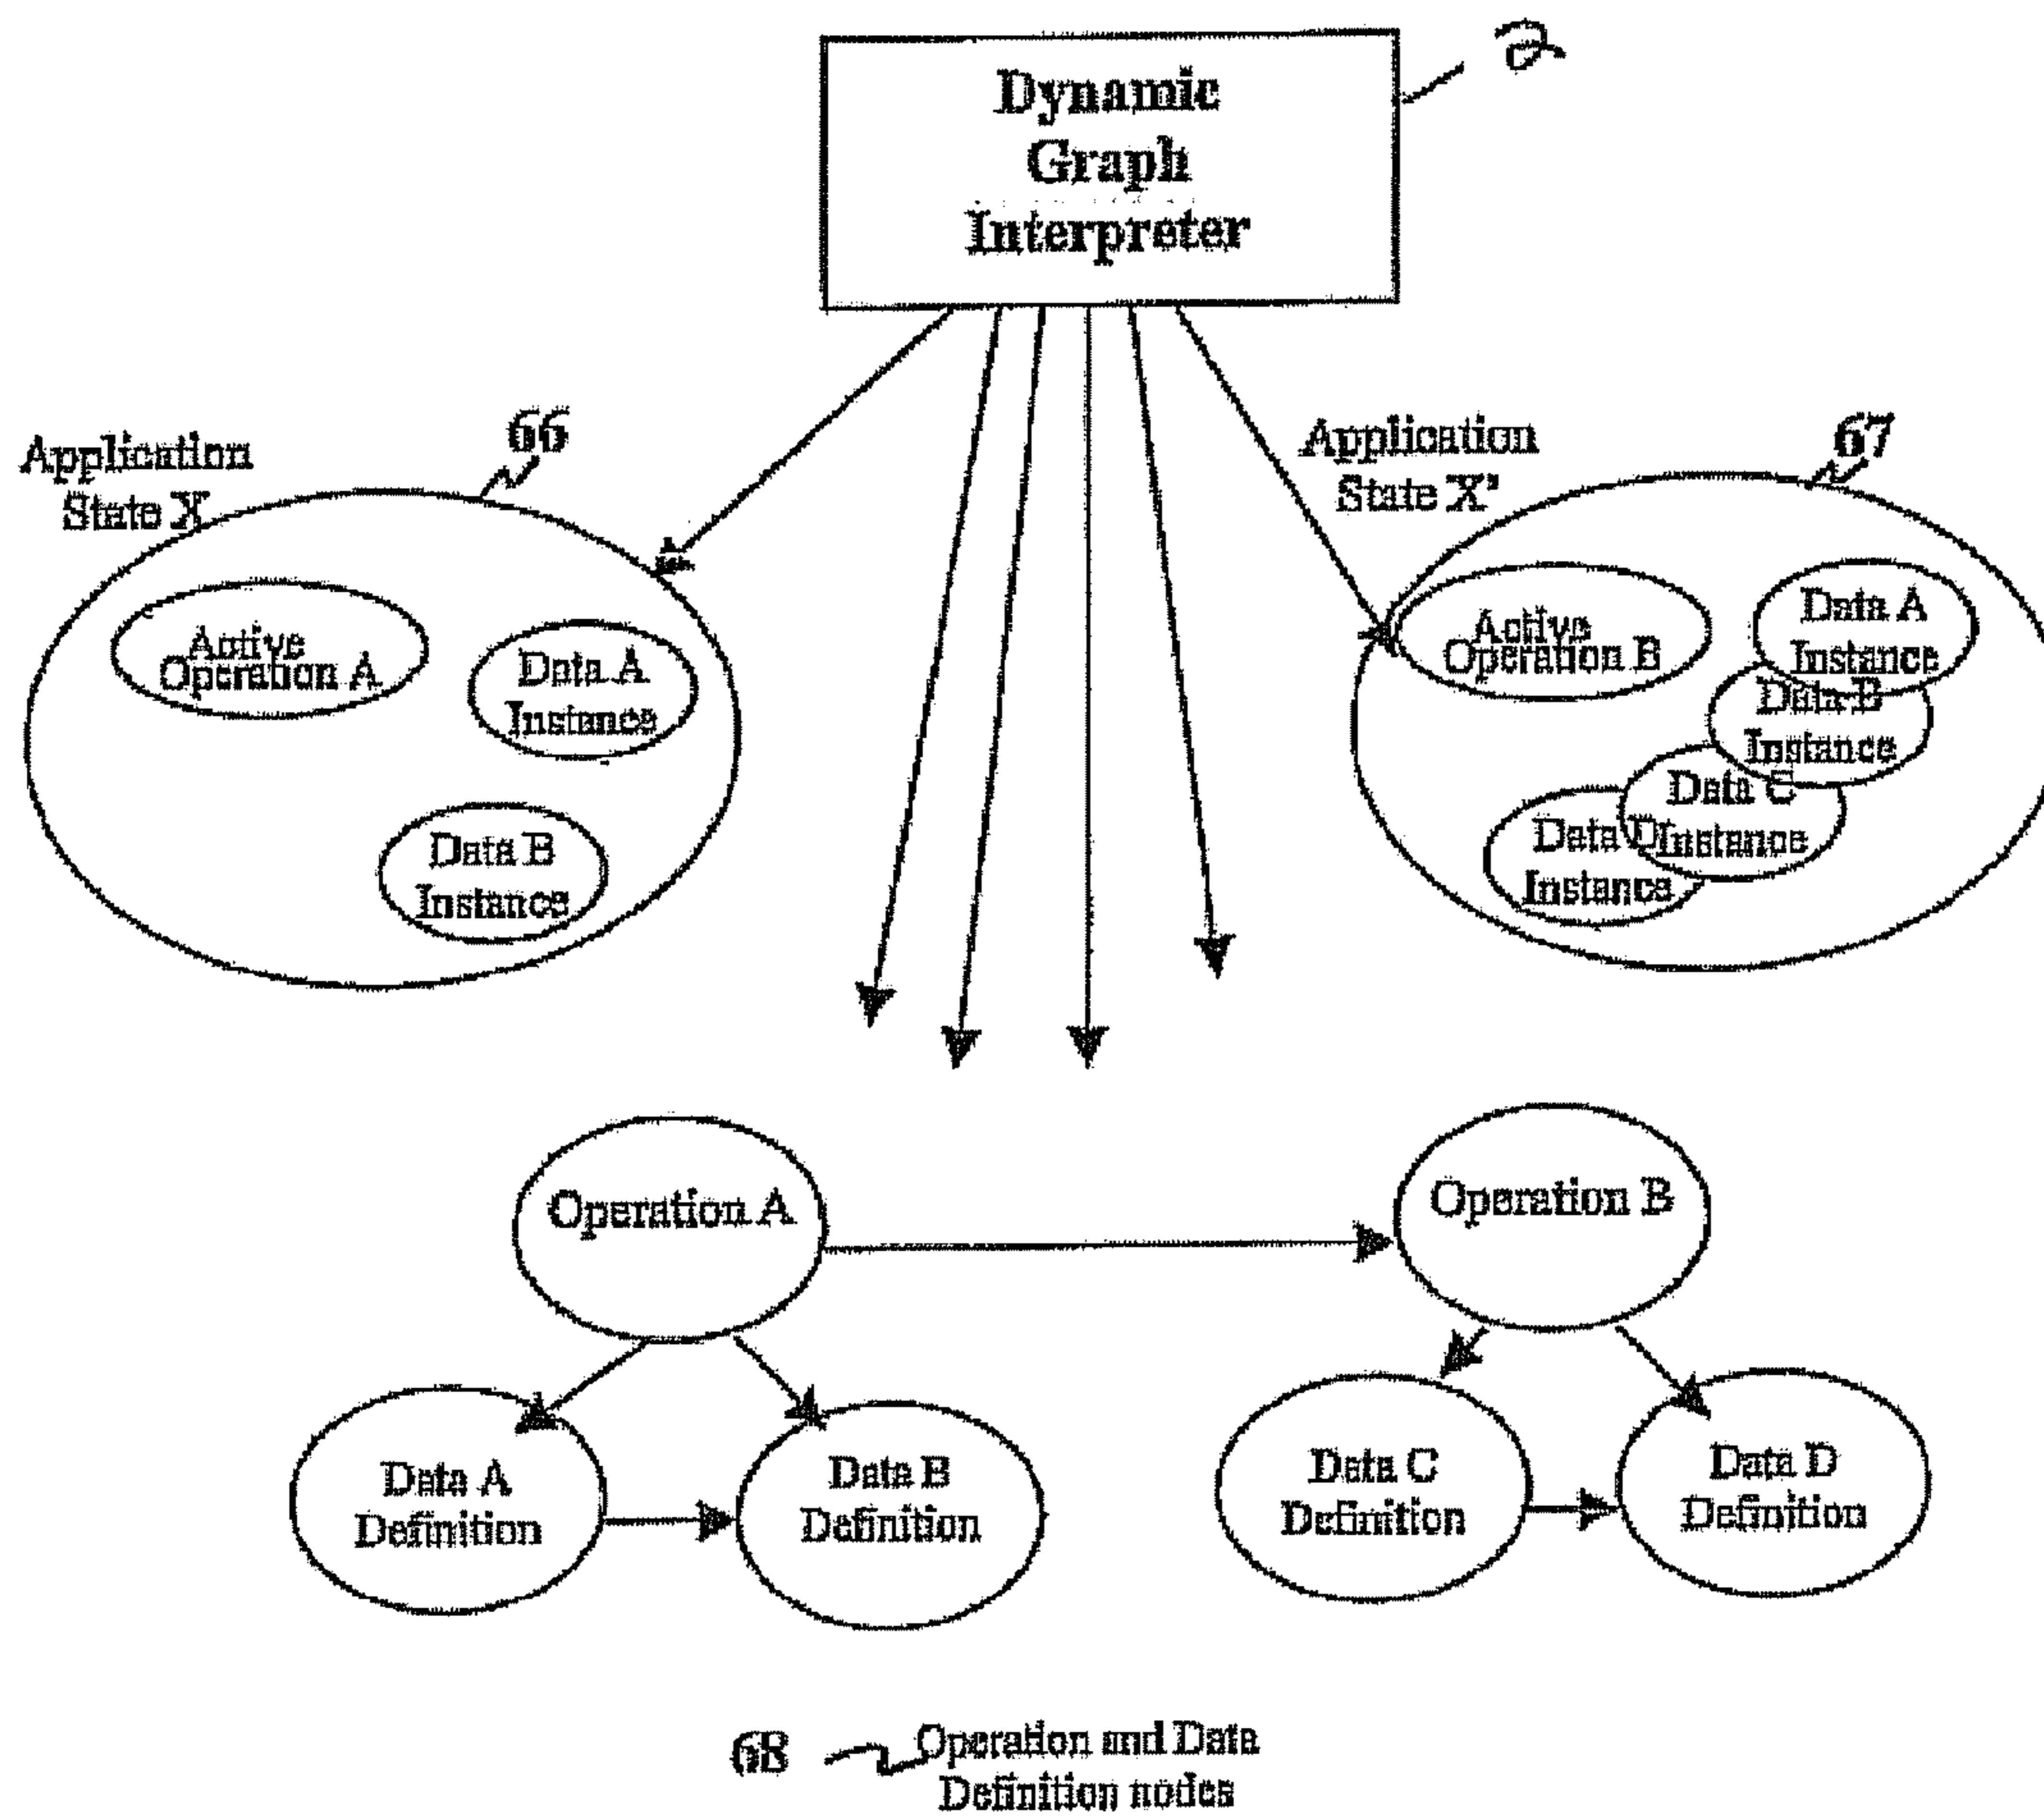 Dynamic
Graph
Interpreter
2
Application
State X
66
Application
State X'
67
Active
Operation A
Data A
Instance
Data B
Instance
Active
Operation B
Data A
Instance
Data B
Instance
Data C
Instance
Data D
Instance
Operation A
Operation B
Data A
Definition
Data B
Definition
Data C
Definition
Data D
Definition
68
Operation and Data
Definition nodes